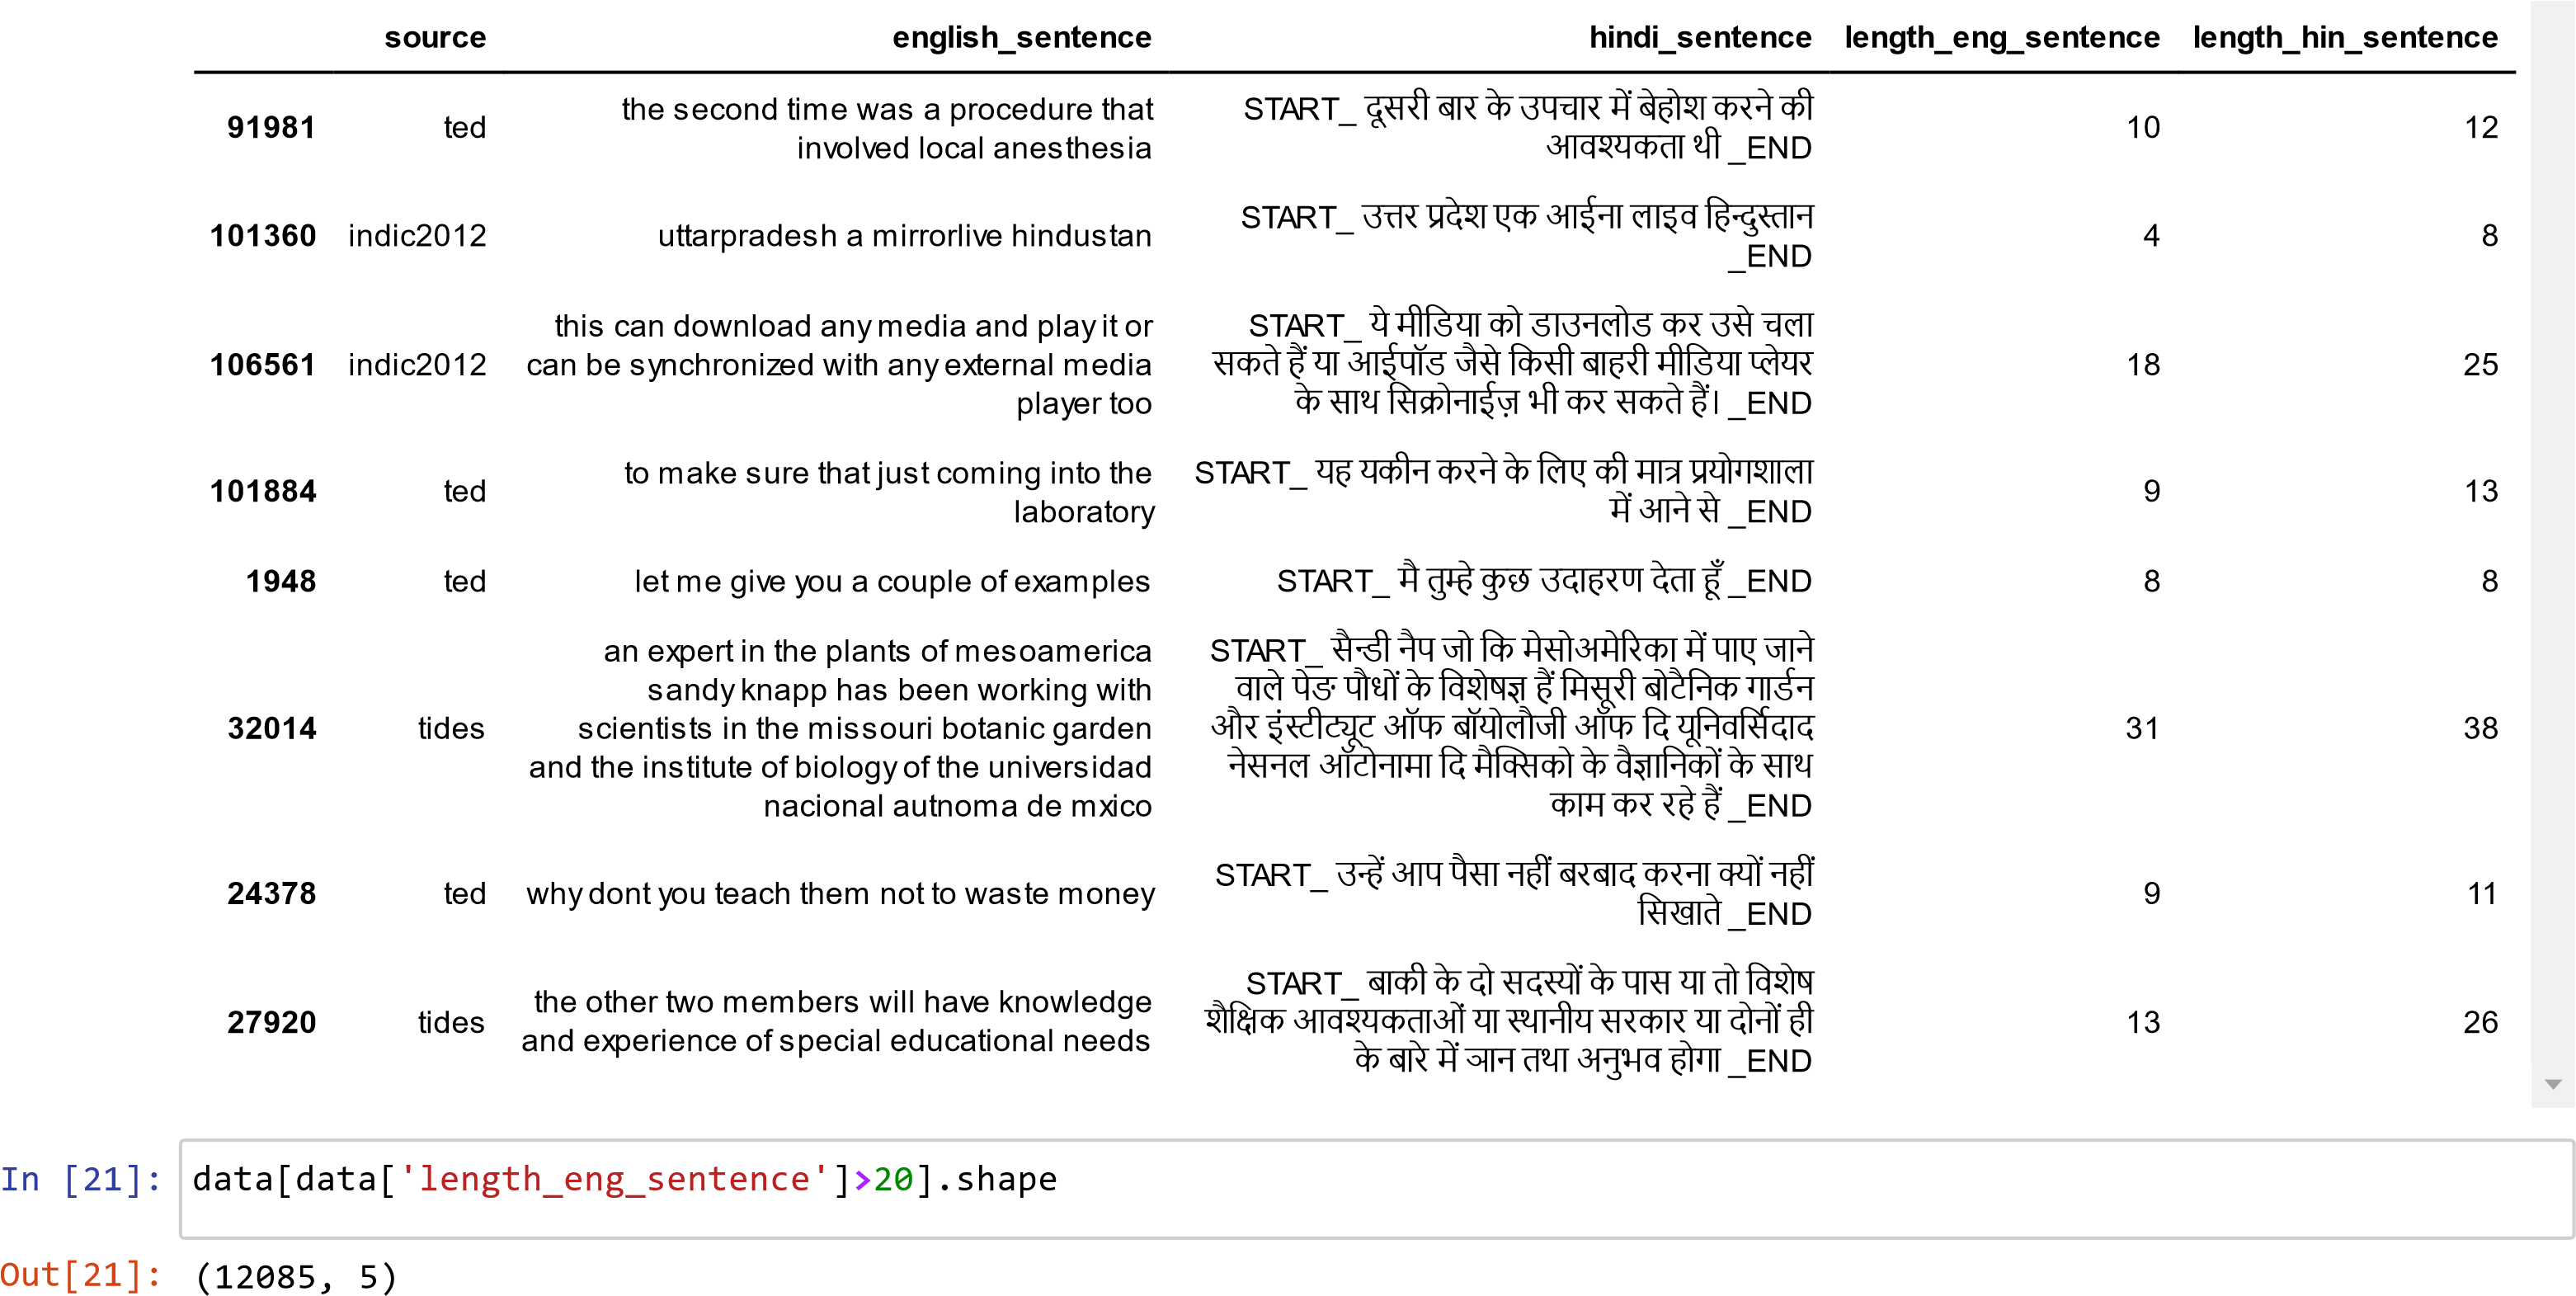 source english_sentence hindi_sentence length_eng_sentence length_hin_sentence
the second time was a procedure that START_ दूसरी बार के उपचार में बेहोश करने की
91981 ted 10 12
involved local anesthesia आवश्यकता थी _END
START_ उत्तर प्रदेश एक आईना लाइव हिन्दुस्तान
101360 indic2012 uttarpradesh a mirrorlive hindustan 4 8
_END
this can download any media and play it or START_ ये मीडिया को डाउनलोड कर उसे चला
106561 indic2012 can be synchronized with any external media सकते हैं या आईपॉड जैसे किसी बाहरी मीडिया प्लेयर 18 25
player too के साथ सिक्रोनाईज़ भी कर सकते हैं। _END
to make sure that just coming into the START_ यह यकीन करने के लिए की मात्र प्रयोगशाला
101884 ted 9 13
laboratory में आने से _END
1948 ted let me give you a couple of examples START_ मै तुम्हे कुछ उदाहरण देता हूँ _END 8 8
an expert in the plants of mesoamerica START_ सैन्डी नैप जो कि मेसोअमेरिका में पाए जाने
sandy knapp has been working with वाले पेङ पौधों के विशेषज्ञ हैं मिसूरी बोटैनिक गार्डन
32014 tides scientists in the missouri botanic garden और इंस्टीट्यूट ऑफ बॉयोलौजी ऑफ दि यूनिवर्सिदाद 31 38
and the institute of biology of the universidad नेसनल ऑटोनामा दि मैक्सिको के वैज्ञानिकों के साथ
nacional autnoma de mxico काम कर रहे हैं _END
START_ उन्हें आप पैसा नहीं बरबाद करना क्यों नहीं
24378 ted why dont you teach them not to waste money 9 11
सिखाते _END
START_ बाकी के दो सदस्यों के पास या तो विशेष
the other two members will have knowledge
27920 tides शैक्षिक आवश्यकताओं या स्थानीय सरकार या दोनों ही 13 26
and experience of special educational needs
के बारे में ञान तथा अनुभव होगा _END
In [21]: data[data['length_eng_sentence']>20].shape
Out[21]: (12085, 5)